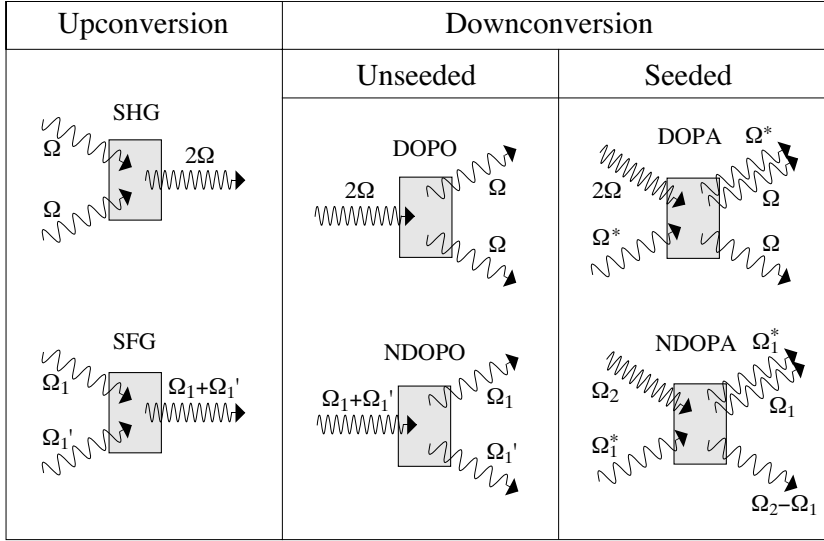 Upconversion
Downconversion
Unseeded
Seeded
SHG
Ω
Ω
2Ω
DOPO
2Ω
Ω
Ω
DOPA
2Ω
Ω*
Ω*
Ω
Ω
SFG
Ω₁
Ω₁'
Ω₁+Ω₁'
NDOPO
Ω₁+Ω₁'
Ω₁
Ω₁'
NDOPA
Ω₂
Ω₁*
Ω₁*
Ω₁
Ω₂−Ω₁